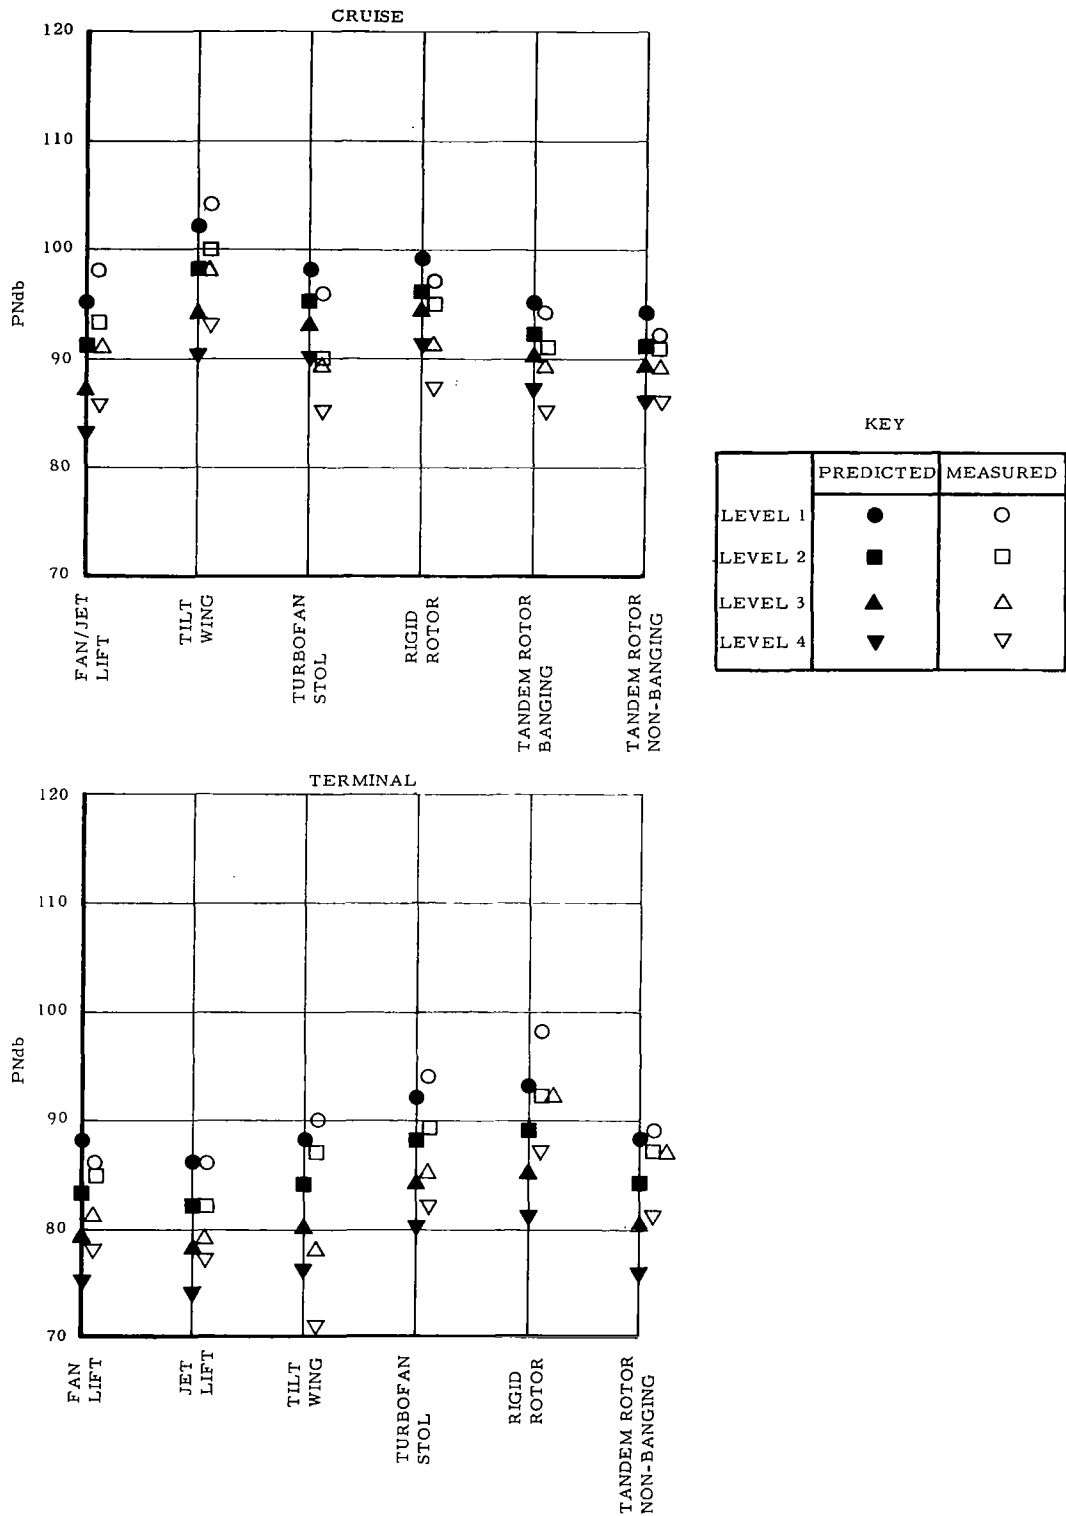 CRUISE
120
110
100
90
80
70
PNdb
FAN/JET
LIFT
TILT
WING
TURBOFAN
STOL
RIGID
ROTOR
TANDEM ROTOR
BANGING
TANDEM ROTOR
NON-BANGING
KEY
PREDICTED MEASURED
LEVEL 1
LEVEL 2
LEVEL 3
LEVEL 4
TERMINAL
120
110
100
90
80
70
PNdb
FAN
LIFT
JET
LIFT
TILT
WING
TURBOFAN
STOL
RIGID
ROTOR
TANDEM ROTOR
NON-BANGING